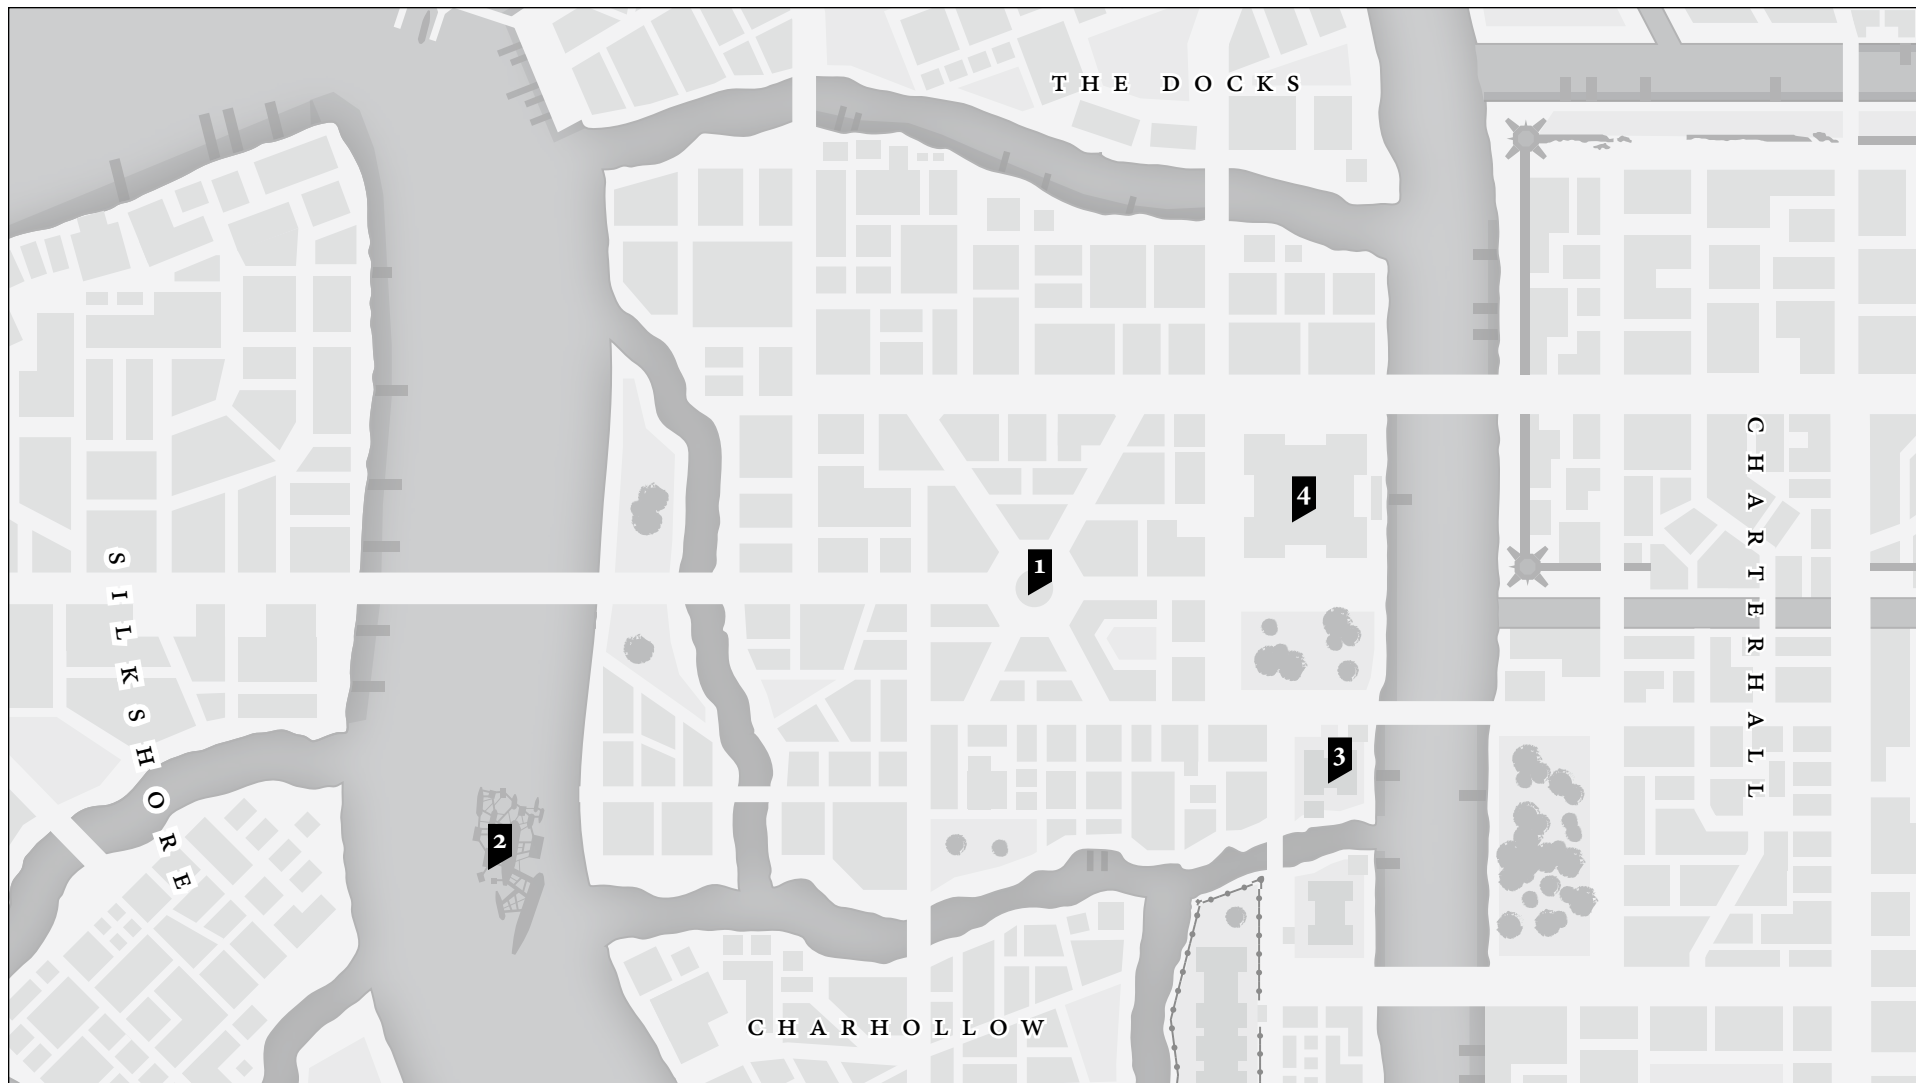 THE DOCKS
CHARTERHALL
4
1
SILKSHORE
3
2
CHARHOLLOW